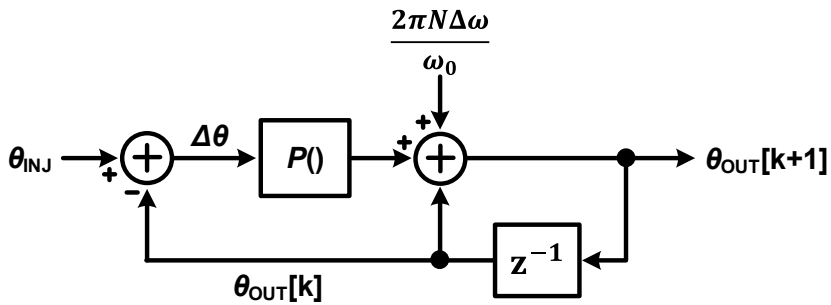 2πNΔω
ω₀
θINJ
+
−
+
Δθ
P()
+
+
+
θOUT[k+1]
z⁻¹
θOUT[k]